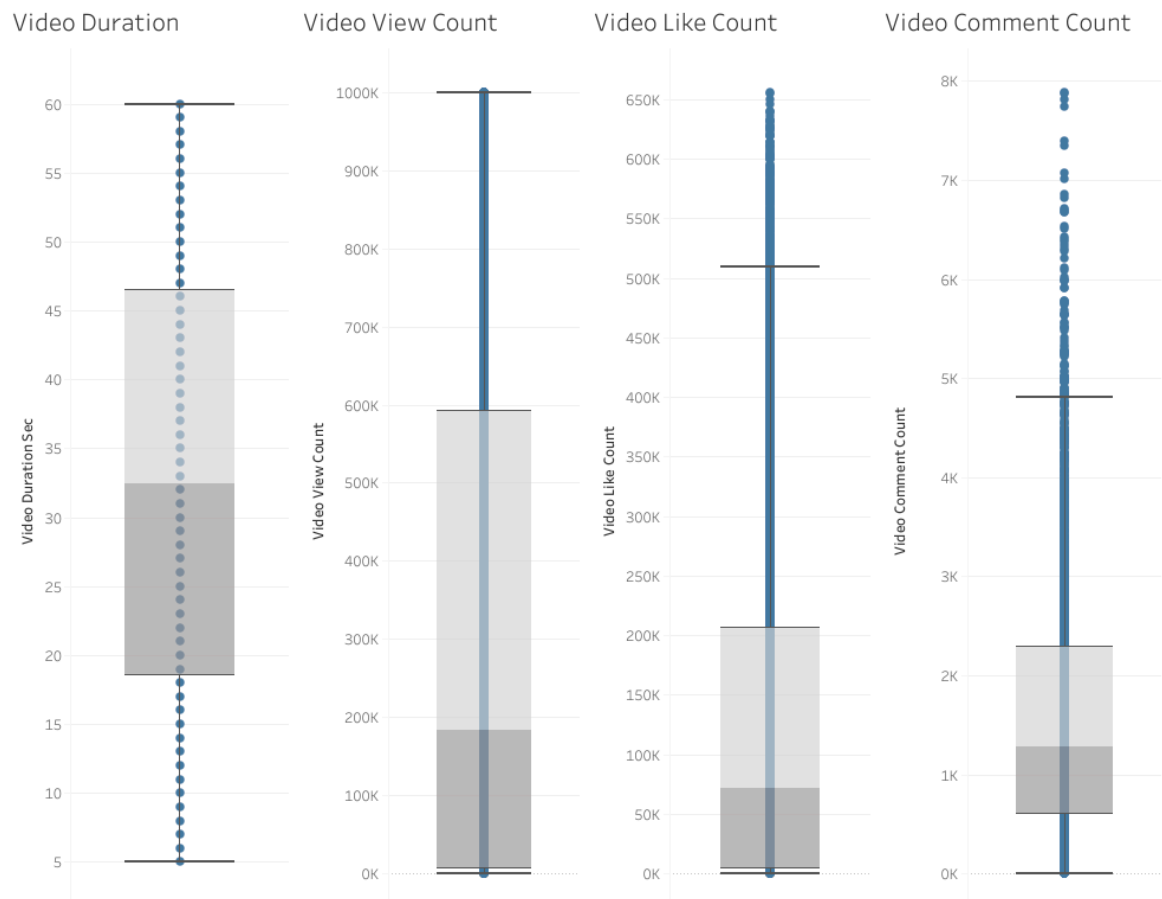 Video Duration
Video View Count
Video Like Count
Video Comment Count
60
55
50
45
40
35
30
25
20
15
10
5
Video Duration Sec
1000K
900K
800K
700K
600K
500K
400K
300K
200K
100K
0K
Video View Count
650K
600K
550K
500K
450K
400K
350K
300K
250K
200K
150K
100K
50K
0K
Video Like Count
8K
7K
6K
5K
4K
3K
2K
1K
0K
Video Comment Count